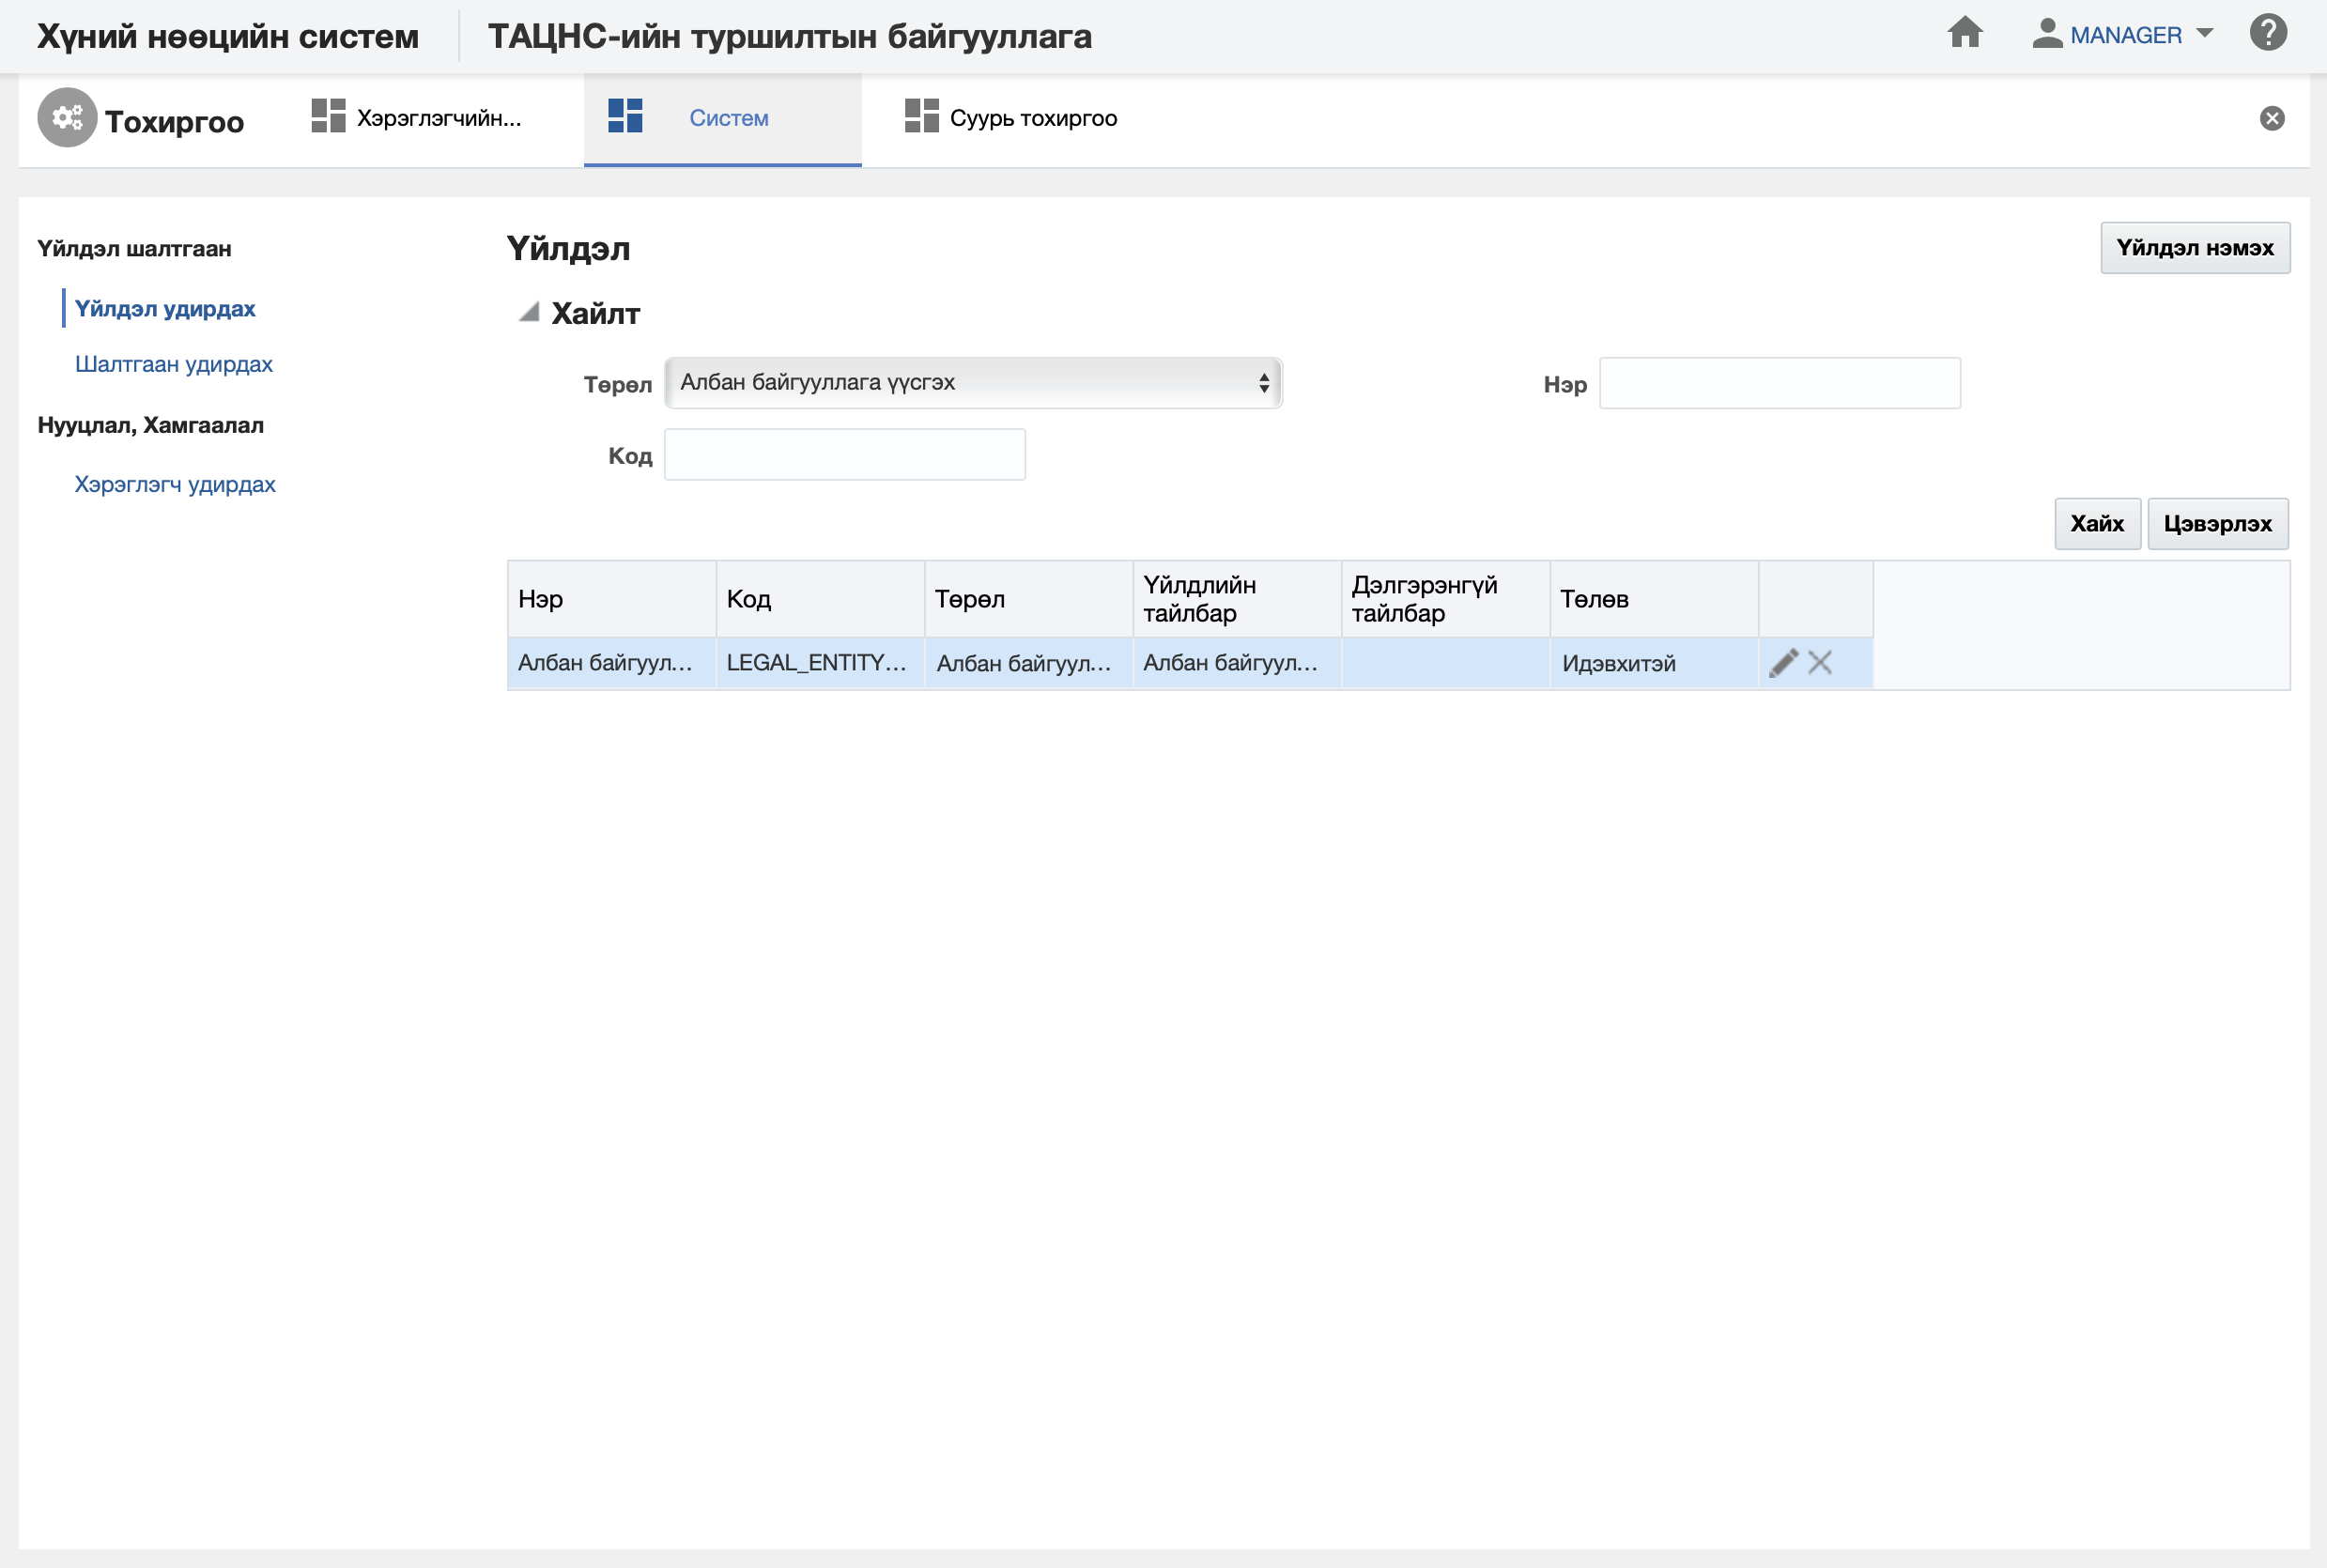 Хүний нөөцийн систем
ТАЦНС-ийн туршилтын байгууллага
MANAGER
Тохиргоо
Хэрэглэгчийн...
Систем
Суурь тохиргоо
Үйлдэл шалтгаан
Үйлдэл удирдах
Шалтгаан удирдах
Нууцлал, Хамгаалал
Хэрэглэгч удирдах
Үйлдэл
Үйлдэл нэмэх
Хайлт
Төрөл
Албан байгууллага үүсгэх
Нэр
Код
Хайх
Цэвэрлэх
Нэр
Код
Төрөл
Үйлдлийн
тайлбар
Дэлгэрэнгүй
тайлбар
Төлөв
Албан байгуул...
LEGAL_ENTITY...
Албан байгуул...
Албан байгуул...
Идэвхитэй